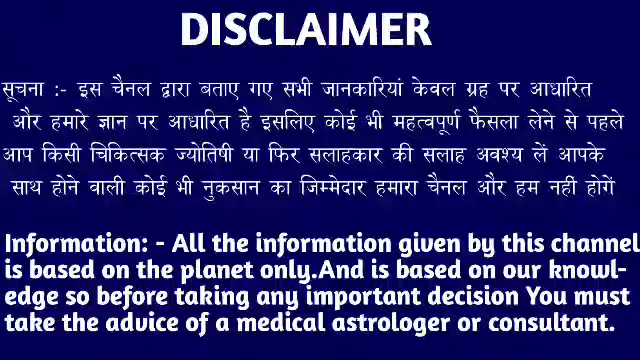 DISCLAIMER
सूचना :- इस चैनल द्वारा बताए गए सभी जानकारियां केवल ग्रह पर आधारित
और हमारे ज्ञान पर आधारित है इसलिए कोई भी महत्वपूर्ण फैसला लेने से पहले
आप किसी चिकित्सक ज्योतिषी या फिर सलाहकार की सलाह अवश्य लें आपके
साथ होने वाली कोई भी नुकसान का जिम्मेदार हमारा चैनल और हम नहीं होगें
Information: - All the information given by this channel
is based on the planet only.And is based on our knowl-
edge so before taking any important decision You must
take the advice of a medical astrologer or consultant.